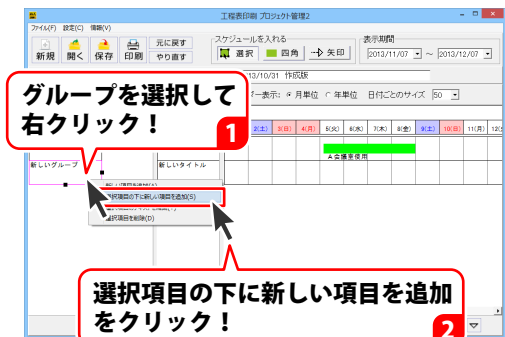 工程表印刷 プロジェクト管理2
ファイル(F) 設定(C) 情報(V)
新規 開く 保存 印刷
元に戻す
やり直す
スケジュールを入れる
選択 四角 矢印
表示期間
2013/11/07 ～ 2013/12/07
13/10/31 作成版
表示: 月単位 年単位 日付ごとのサイズ 50
グループを選択して
右クリック！
1
2(土) 3(日) 4(月) 5(火) 6(水) 7(木) 8(金) 9(土) 10(日) 11(月) 12(
A会議室使用
新しいグループ
新しいタイトル
選択項目の下に新しい項目を追加(S)
選択項目を削除(D)
選択項目の下に新しい項目を追加
をクリック！
2